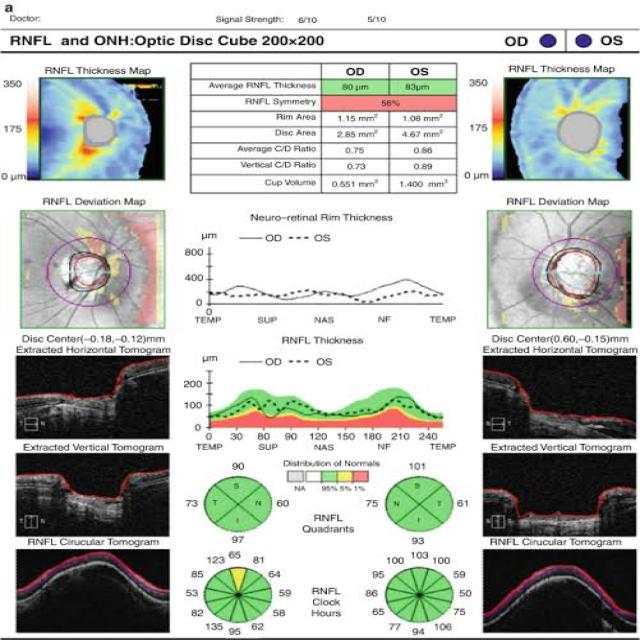 a
Doctor: Signal Strength: 6/10 5/10
RNFL and ONH:Optic Disc Cube 200×200 OD OS
RNFL Thickness Map
350
175
0 µm
OD OS
Average RNFL Thickness 80 µm 83µm
RNFL Symmetry 56%
Rim Area 1.15 mm² 1.08 mm²
Disc Area 2.85 mm² 4.67 mm²
Average C/D Ratio 0.75 0.86
Vertical C/D Ratio 0.73 0.89
Cup Volume 0.551 mm³ 1.400 mm³
RNFL Thickness Map
350
175
0 µm
RNFL Deviation Map
Disc Center(−0.18,−0.12)mm
Neuro−retinal Rim Thickness
µm OD OS
800
400
0
0
TEMP SUP NAS NF TEMP
RNFL Deviation Map
Disc Center(0.60,−0.15)mm
Extracted Horizontal Tomogram
T N
RNFL Thickness
µm OD OS
200
100
0
0 30 60 90 120 150 180 210 240
TEMP SUP NAS NF TEMP
Extracted Horizontal Tomogram
Extracted Vertical Tomogram
Distribution of Normals
NA 95% 5% 1%
Extracted Vertical Tomogram
90
73 S T N I 60
97
RNFL
Quadrants
101
75 S N T I 61
93
RNFL Cirucular Tomogram
123 65 81
85 64
53 59
82 58
135 95 62
RNFL
Clock
Hours
100 103 100
95 59
86 50
65 75
77 94 106
RNFL Cirucular Tomogram